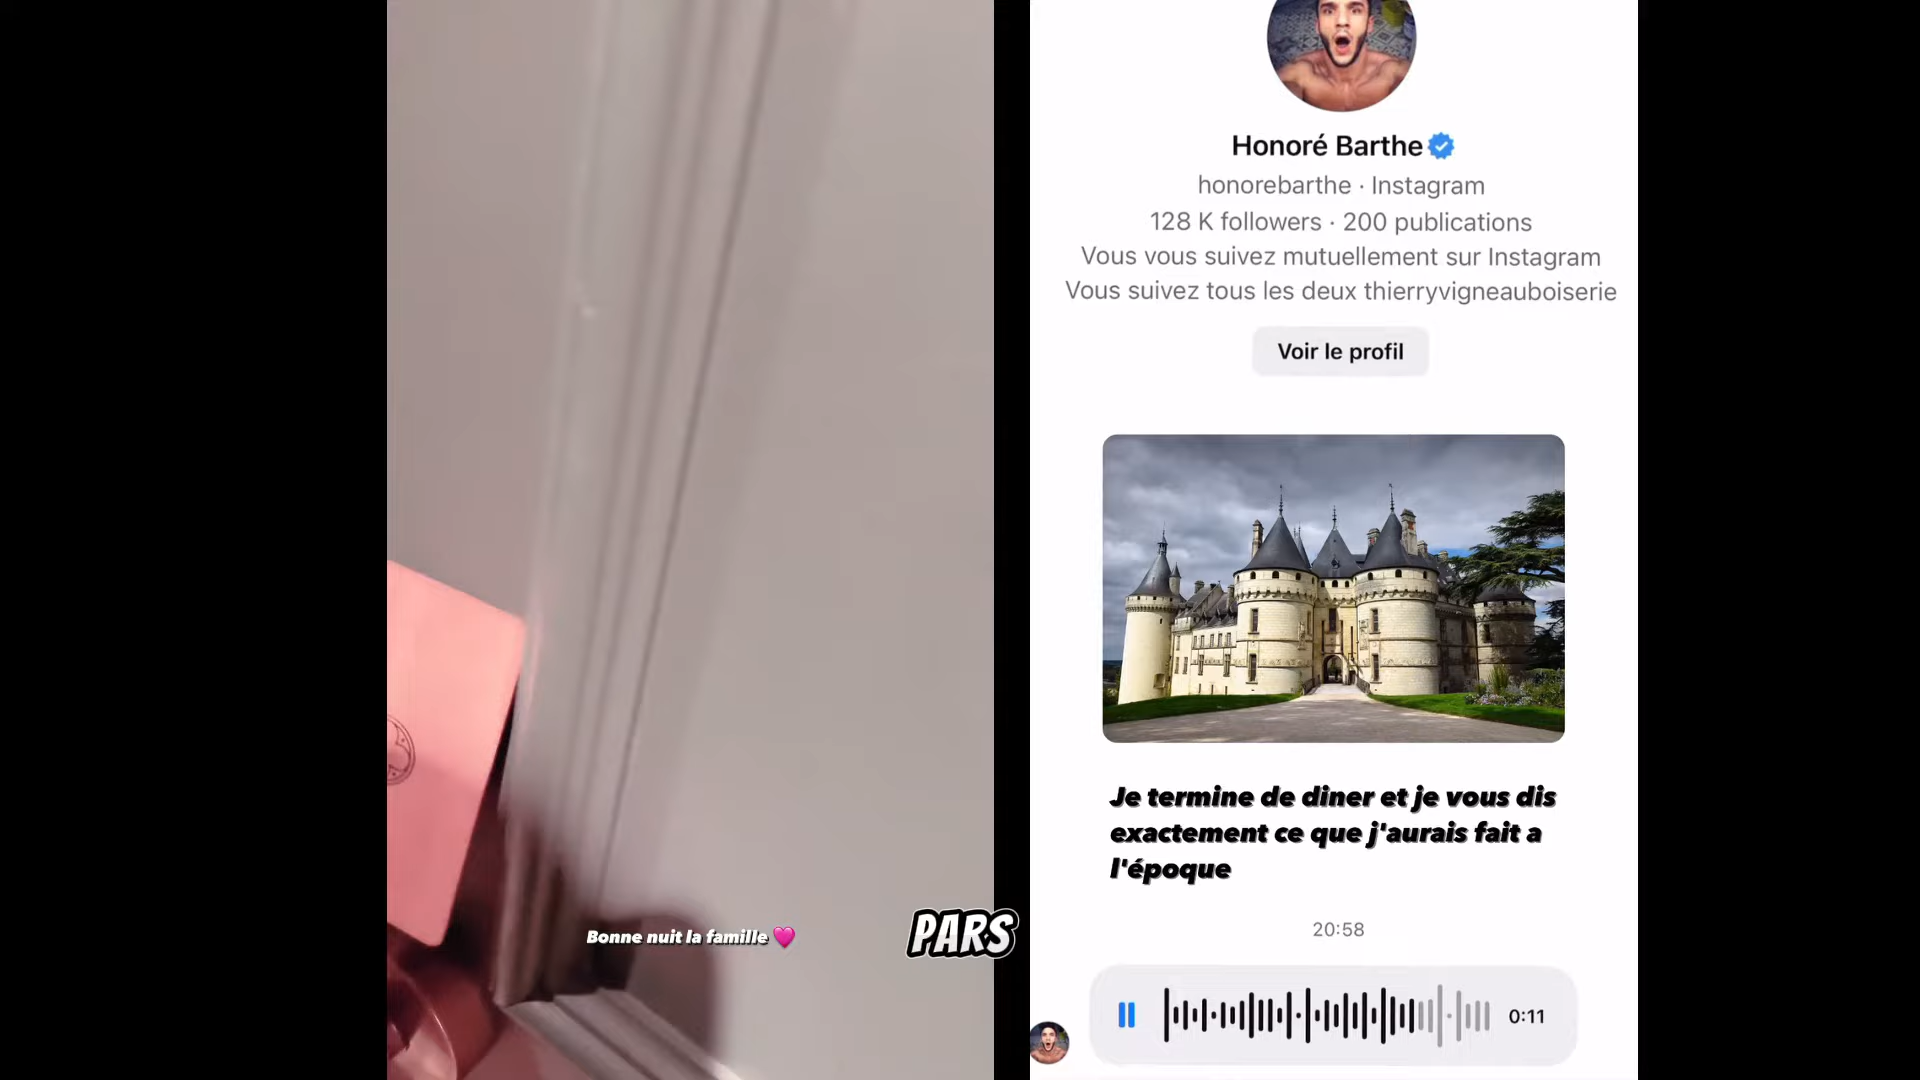 Bonne nuit la famille 🩷
PARS
Honoré Barthe
honorebarthe · Instagram
128 K followers · 200 publications
Vous vous suivez mutuellement sur Instagram
Vous suivez tous les deux thierryvigneauboiserie
Voir le profil
Je termine de diner et je vous dis
exactement ce que j'aurais fait a
l'époque
20:58
0:11